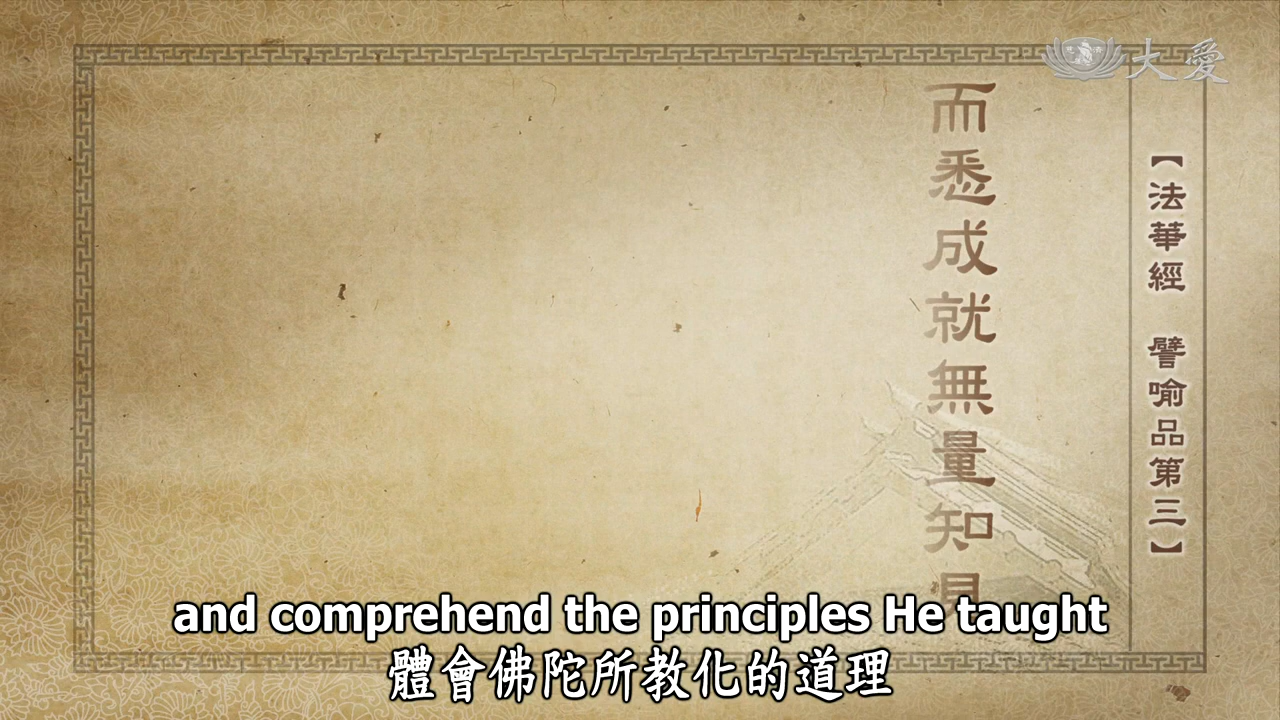 大愛
【法華經 譬喻品第三】
而悉成就無量知見
and comprehend the principles He taught
體會佛陀所教化的道理